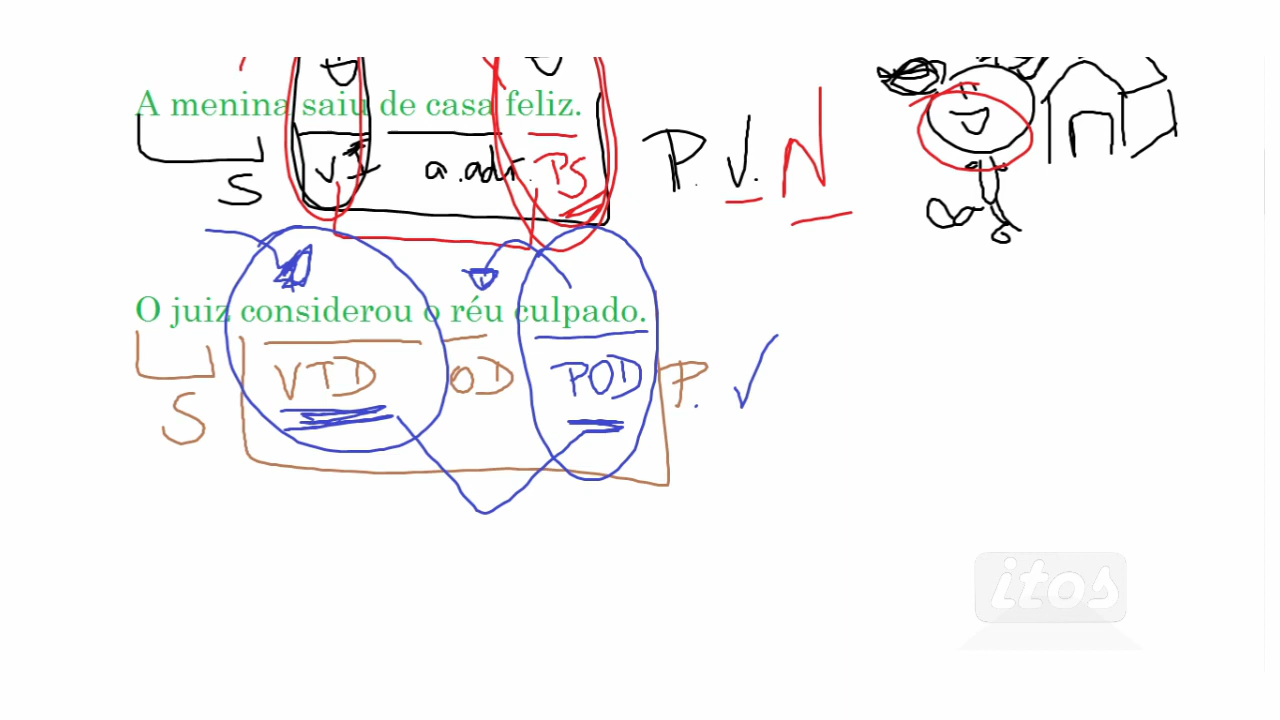 A menina saiu de casa feliz.
S VI a.adv. PS P.V.N
O juiz considerou o réu culpado.
S VTD OD POD P.V
itos